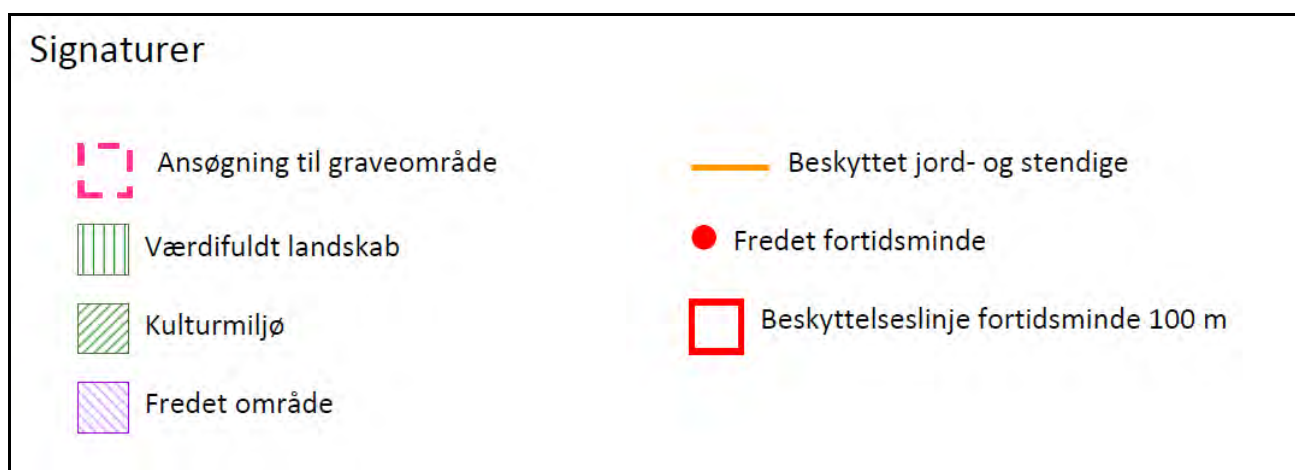 Signaturer
Ansøgning til graveområde
Værdifuldt landskab
Kulturmiljø
Fredet område
Beskyttet jord- og stendige
Fredet fortidsminde
Beskyttelseslinje fortidsminde 100 m